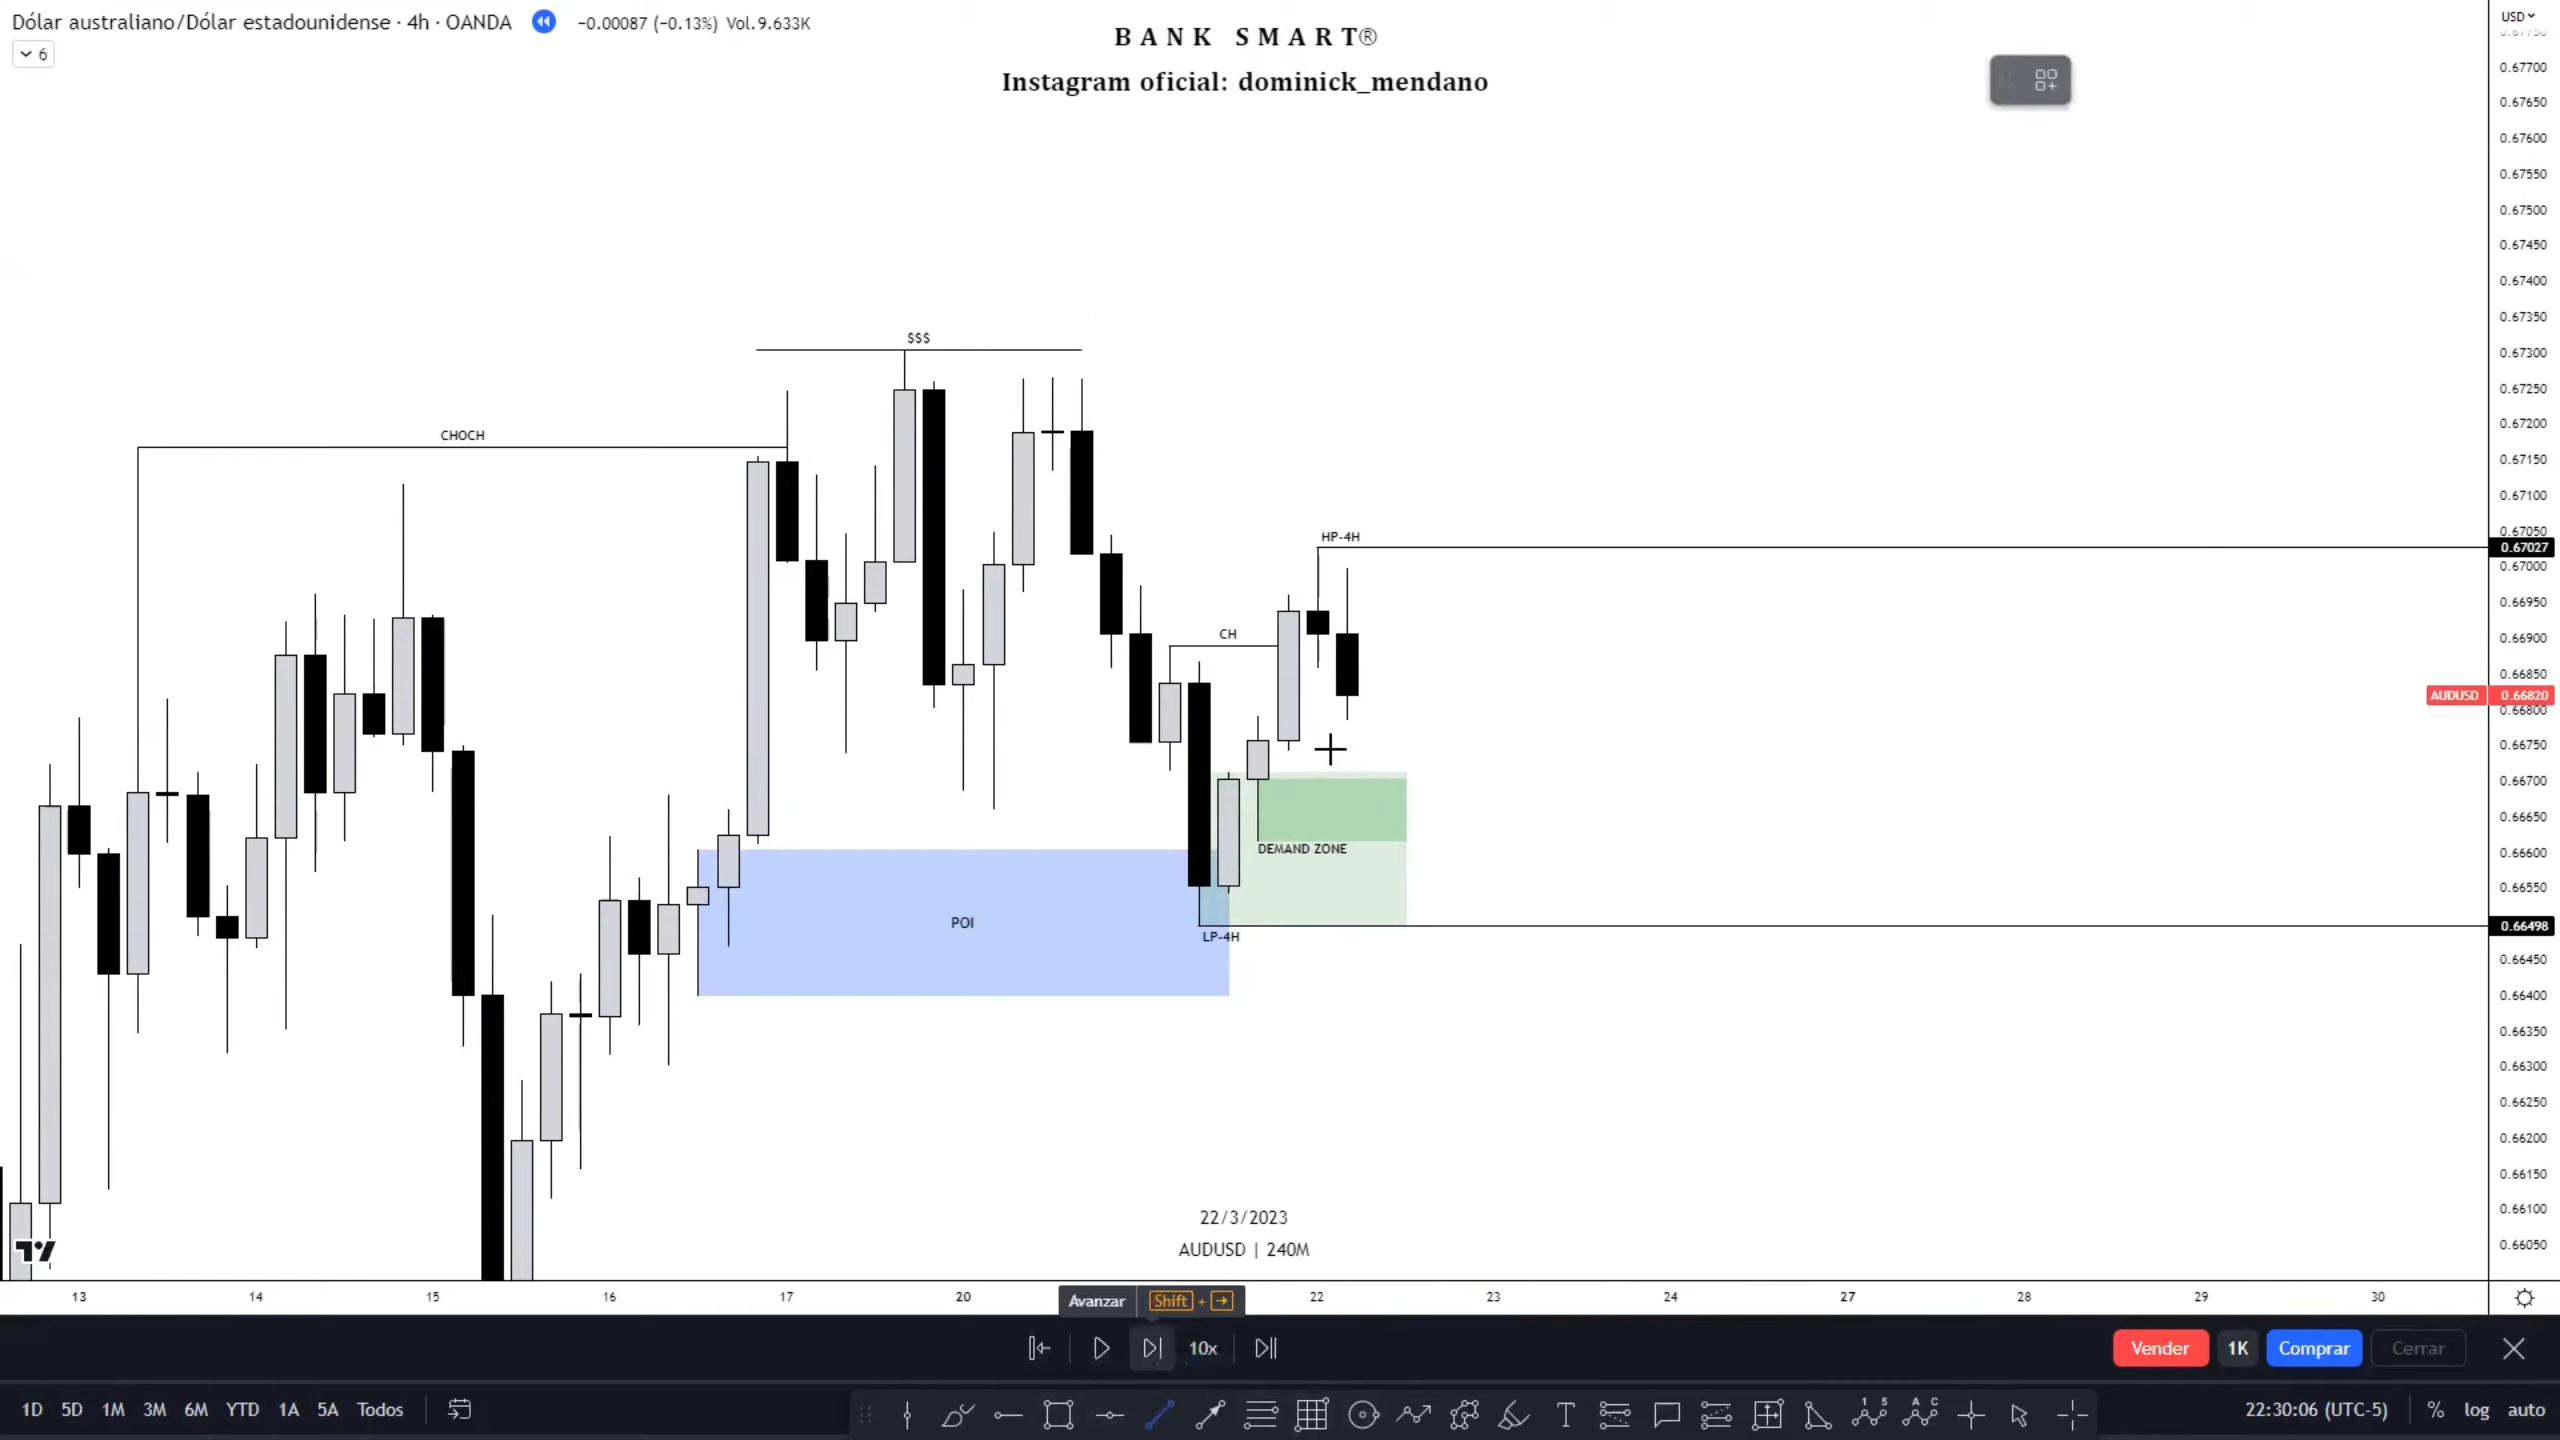 Dólar australiano/Dólar estadounidense · 4h · OANDA −0.00087 (−0.13%) Vol.9.633K
6
BANK SMART®
Instagram oficial: dominick_mendano
USD
0.67700
0.67650
0.67600
0.67550
0.67500
0.67450
0.67400
0.67350
0.67300
0.67250
0.67200
0.67150
0.67100
0.67050
0.67027
0.67000
0.66950
0.66900
0.66850
AUDUSD 0.66820
0.66800
0.66750
0.66700
0.66650
0.66600
0.66550
0.66498
0.66450
0.66400
0.66350
0.66300
0.66250
0.66200
0.66150
0.66100
0.66050
$$$
CHOCH
HP-4H
CH
DEMAND ZONE
POI
LP-4H
22/3/2023
AUDUSD | 240M
13 14 15 16 17 20 22 23 24 27 28 29 30
Avanzar Shift + →
10x
Vender 1K Comprar Cerrar
1D 5D 1M 3M 6M YTD 1A 5A Todos
22:30:06 (UTC-5) % log auto